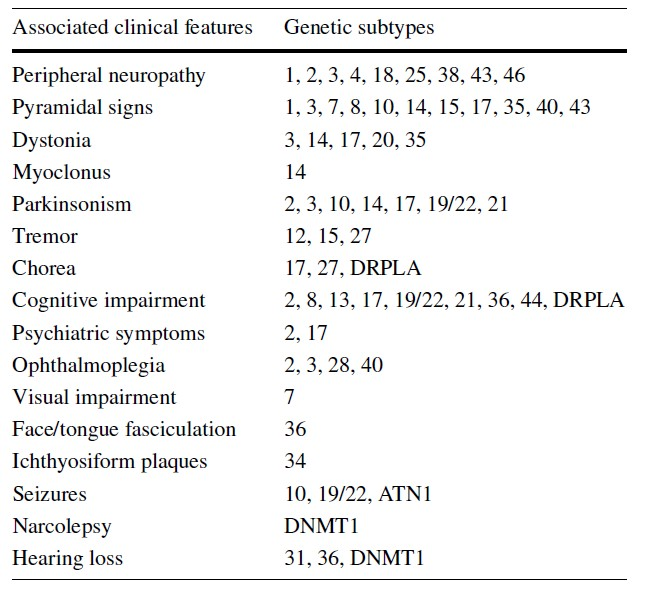 Associated clinical features Genetic subtypes
Peripheral neuropathy 1, 2, 3, 4, 18, 25, 38, 43, 46
Pyramidal signs 1, 3, 7, 8, 10, 14, 15, 17, 35, 40, 43
Dystonia 3, 14, 17, 20, 35
Myoclonus 14
Parkinsonism 2, 3, 10, 14, 17, 19/22, 21
Tremor 12, 15, 27
Chorea 17, 27, DRPLA
Cognitive impairment 2, 8, 13, 17, 19/22, 21, 36, 44, DRPLA
Psychiatric symptoms 2, 17
Ophthalmoplegia 2, 3, 28, 40
Visual impairment 7
Face/tongue fasciculation 36
Ichthyosiform plaques 34
Seizures 10, 19/22, ATN1
Narcolepsy DNMT1
Hearing loss 31, 36, DNMT1